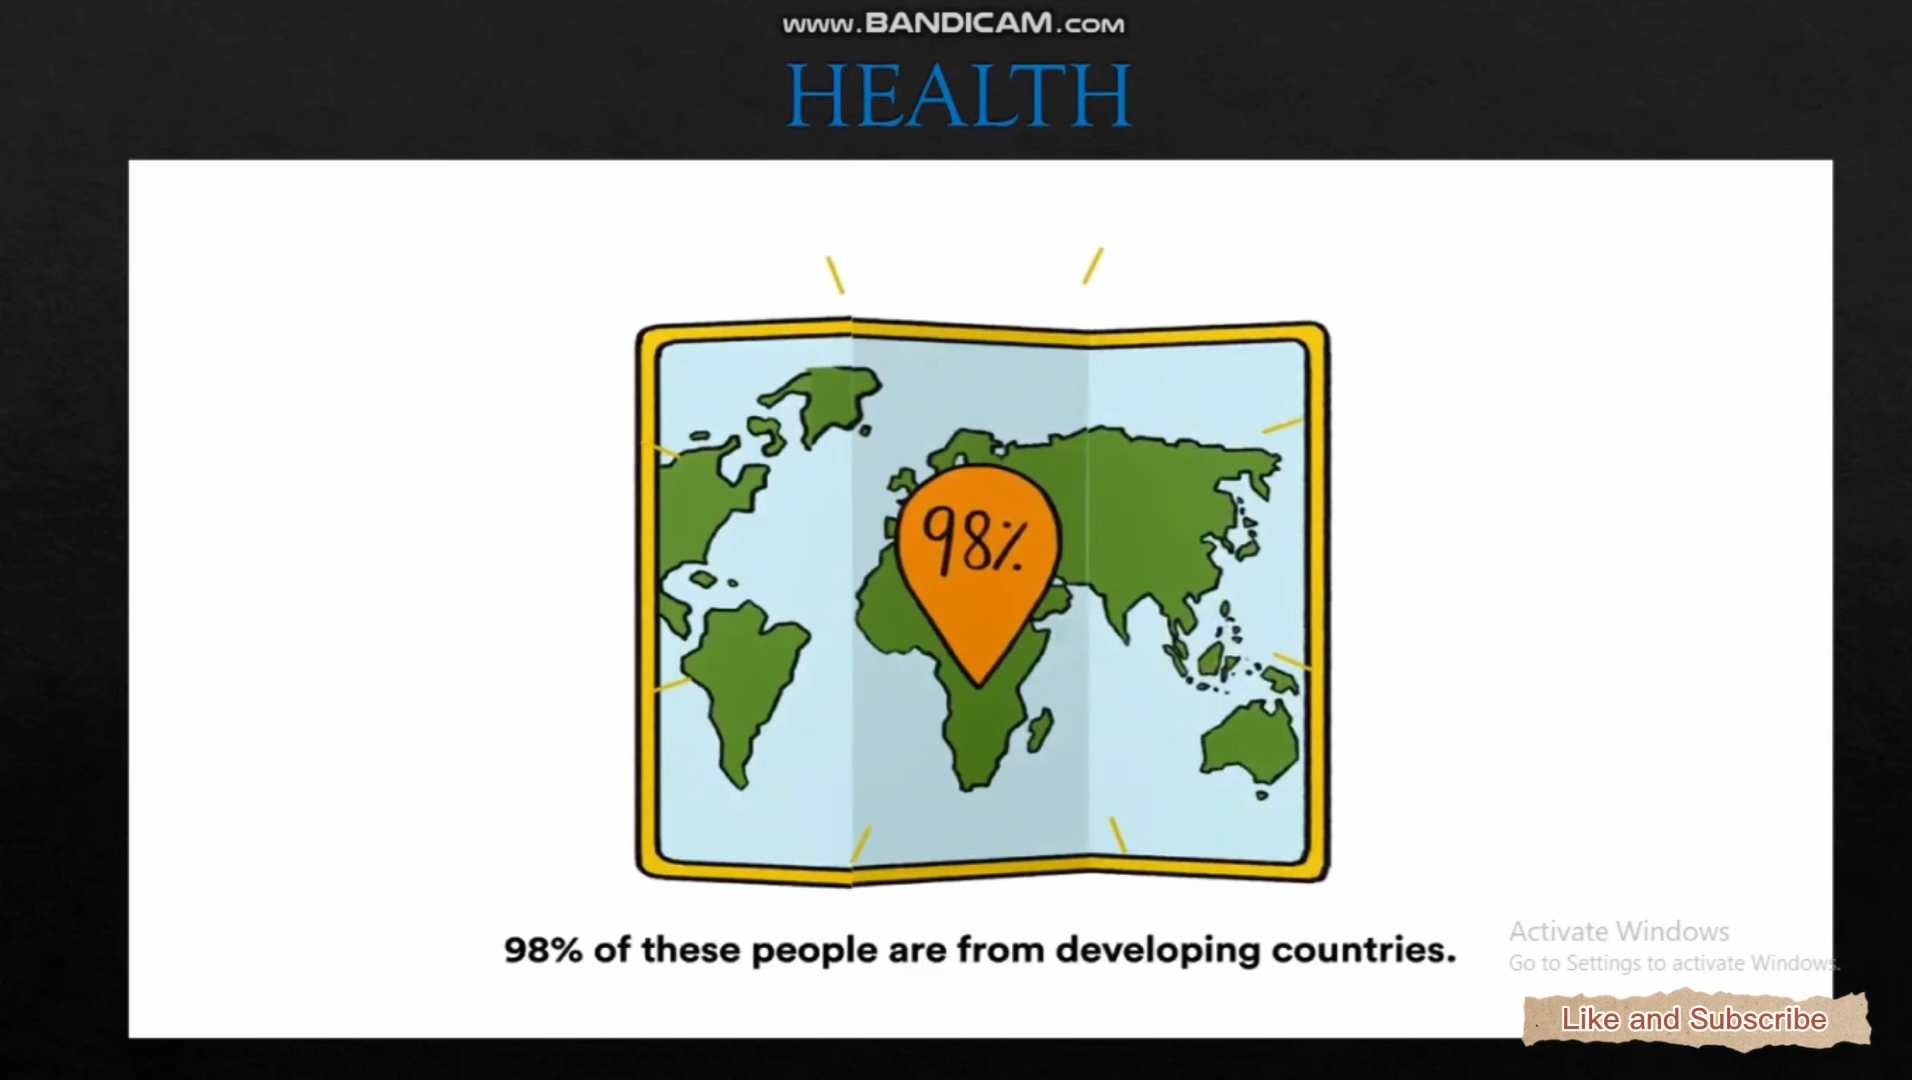 www.BANDICAM.com
HEALTH
98%
98% of these people are from developing countries.
Activate Windows
Go to Settings to activate Windows.
Like and Subscribe